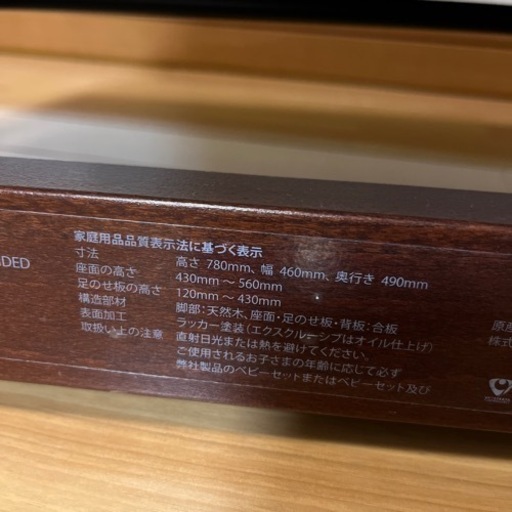 DED
家庭用品品質表示法に基づく表示
寸法 高さ 780mm、幅 460mm、奥行き 490mm
座面の高さ 430mm ～ 560mm
足のせ板の高さ 120mm ～ 430mm
構造部材 脚部：天然木、座面・足のせ板・背板：合板
表面加工 ラッカー塗装（エクスクルーシブはオイル仕上げ）
取扱い上の注意 直射日光または熱を避けてください。
ご使用されるお子さまの年齢に応じて必ず
弊社製品のベビーセットまたはベビーセット及び
原産
株式